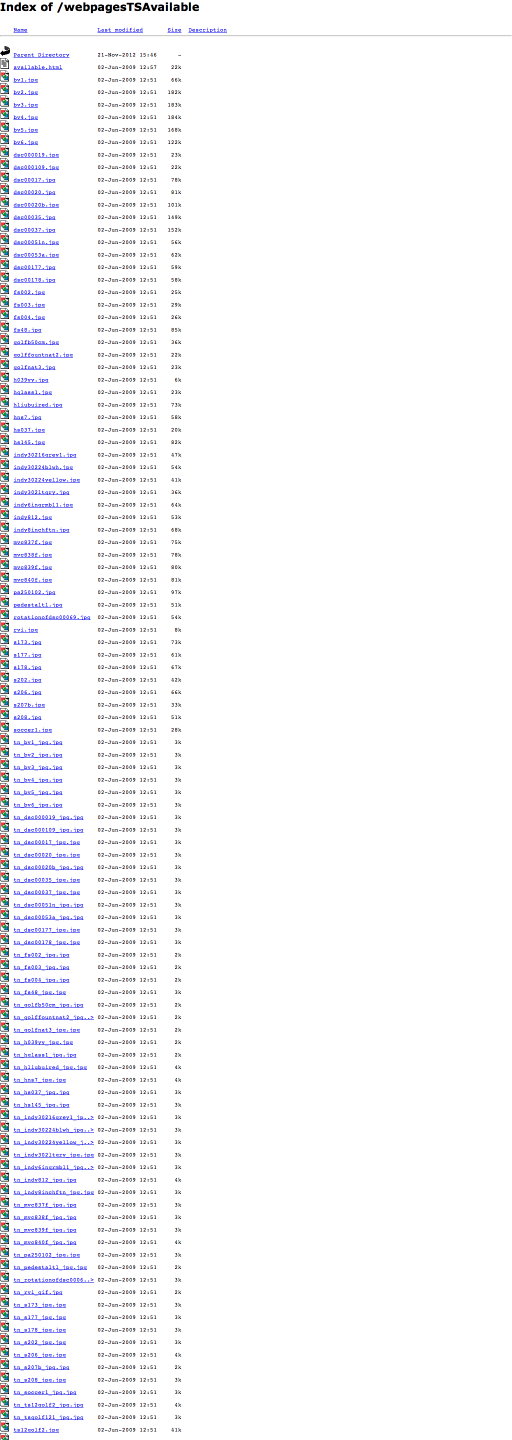 Index of /webpagesTSAvailable
Name Last modified Size Description
Parent Directory 21-Nov-2012 15:46 -
available.html 02-Jun-2009 12:57 22k
bv1.jpg 02-Jun-2009 12:51 66k
bv2.jpg 02-Jun-2009 12:51 182k
bv3.jpg 02-Jun-2009 12:51 183k
bv4.jpg 02-Jun-2009 12:51 184k
bv5.jpg 02-Jun-2009 12:51 168k
bv6.jpg 02-Jun-2009 12:51 122k
02-Jun-2009 12:51 23k
dsc000109.jpg 02-Jun-2009 12:51 22k
dsc00017.jpg 02-Jun-2009 12:51 78k
dsc00020.jpg 02-Jun-2009 12:51 81k
dsc00020b.jpg 02-Jun-2009 12:51 101k
dsc00035.jpg 02-Jun-2009 12:51 149k
dsc00037.jpg 02-Jun-2009 12:51 152k
dsc00051n.jpg 02-Jun-2009 12:51 56k
dsc00053a.jpg 02-Jun-2009 12:51 62k
dsc00177.jpg 02-Jun-2009 12:51 59k
dsc00178.jpg 02-Jun-2009 12:51 58k
fs002.jpg 02-Jun-2009 12:51 25k
fs003.jpg 02-Jun-2009 12:51 29k
fs004.jpg 02-Jun-2009 12:51 26k
fs48.jpg 02-Jun-2009 12:51 85k
golfb50cm.jpg 02-Jun-2009 12:51 36k
golffountnat2.jpg 02-Jun-2009 12:51 22k
golfnat3.jpg 02-Jun-2009 12:51 23k
h039vv.jpg 02-Jun-2009 12:51 6k
hglass1.jpg 02-Jun-2009 12:51 23k
02-Jun-2009 12:51 73k
hns7.jpg 02-Jun-2009 12:51 58k
hs037.jpg 02-Jun-2009 12:51 20k
hs145.jpg 02-Jun-2009 12:51 82k
indy30216grey1.jpg 02-Jun-2009 12:51 47k
indy30224blwh.jpg 02-Jun-2009 12:51 54k
indy30224yellow.jpg 02-Jun-2009 12:51 41k
02-Jun-2009 12:51 36k
indy6ingrmbl1.jpg 02-Jun-2009 12:51 64k
indy812.jpg 02-Jun-2009 12:51 53k
indy8inchftn.jpg 02-Jun-2009 12:51 68k
mvc837f.jpg 02-Jun-2009 12:51 75k
mvc838f.jpg 02-Jun-2009 12:51 78k
mvc839f.jpg 02-Jun-2009 12:51 80k
mvc840f.jpg 02-Jun-2009 12:51 81k
pa250102.jpg 02-Jun-2009 12:51 97k
pedestalt1.jpg 02-Jun-2009 12:51 51k
rotationofdsc00069.jpg 02-Jun-2009 12:51 54k
rvi.jpg 02-Jun-2009 12:51 8k
s173.jpg 02-Jun-2009 12:51 73k
s177.jpg 02-Jun-2009 12:51 61k
s178.jpg 02-Jun-2009 12:51 67k
s202.jpg 02-Jun-2009 12:51 42k
s206.jpg 02-Jun-2009 12:51 66k
s207b.jpg 02-Jun-2009 12:51 33k
s208.jpg 02-Jun-2009 12:51 51k
soccer1.jpg 02-Jun-2009 12:51 28k
tn_bv1_jpg.jpg 02-Jun-2009 12:51 3k
tn_bv2_jpg.jpg 02-Jun-2009 12:51 3k
tn_bv3_jpg.jpg 02-Jun-2009 12:51 3k
tn_bv4_jpg.jpg 02-Jun-2009 12:51 3k
tn_bv5_jpg.jpg 02-Jun-2009 12:51 3k
tn_bv6_jpg.jpg 02-Jun-2009 12:51 3k
02-Jun-2009 12:51 3k
tn_dsc000109_jpg.jpg 02-Jun-2009 12:51 3k
tn_dsc00017_jpg.jpg 02-Jun-2009 12:51 3k
tn_dsc00020_jpg.jpg 02-Jun-2009 12:51 3k
tn_dsc00020b_jpg.jpg 02-Jun-2009 12:51 3k
tn_dsc00035_jpg.jpg 02-Jun-2009 12:51 3k
tn_dsc00037_jpg.jpg 02-Jun-2009 12:51 3k
tn_dsc00051n_jpg.jpg 02-Jun-2009 12:51 3k
tn_dsc00053a_jpg.jpg 02-Jun-2009 12:51 3k
tn_dsc00177_jpg.jpg 02-Jun-2009 12:51 3k
tn_dsc00178_jpg.jpg 02-Jun-2009 12:51 3k
tn_fs002_jpg.jpg 02-Jun-2009 12:51 2k
tn_fs003_jpg.jpg 02-Jun-2009 12:51 2k
tn_fs004_jpg.jpg 02-Jun-2009 12:51 2k
tn_fs48_jpg.jpg 02-Jun-2009 12:51 3k
tn_golfb50cm_jpg.jpg 02-Jun-2009 12:51 2k
tn_golffountnat2_jpg..> 02-Jun-2009 12:51 2k
tn_golfnat3_jpg.jpg 02-Jun-2009 12:51 2k
tn_h039vv_jpg.jpg 02-Jun-2009 12:51 2k
tn_hglass1_jpg.jpg 02-Jun-2009 12:51 2k
02-Jun-2009 12:51 4k
tn_hns7_jpg.jpg 02-Jun-2009 12:51 4k
tn_hs037_jpg.jpg 02-Jun-2009 12:51 3k
tn_hs145_jpg.jpg 02-Jun-2009 12:51 3k
tn_indy30216grey1_jp..> 02-Jun-2009 12:51 3k
tn_indy30224blwh_jpg..> 02-Jun-2009 12:51 3k
tn_indy30224yellow_j..> 02-Jun-2009 12:51 3k
02-Jun-2009 12:51 3k
tn_indy6ingrmbl1_jpg..> 02-Jun-2009 12:51 3k
tn_indy812_jpg.jpg 02-Jun-2009 12:51 4k
tn_indy8inchftn_jpg.jpg 02-Jun-2009 12:51 3k
tn_mvc837f_jpg.jpg 02-Jun-2009 12:51 3k
tn_mvc838f_jpg.jpg 02-Jun-2009 12:51 3k
tn_mvc839f_jpg.jpg 02-Jun-2009 12:51 3k
tn_mvc840f_jpg.jpg 02-Jun-2009 12:51 4k
tn_pa250102_jpg.jpg 02-Jun-2009 12:51 3k
tn_pedestalt1_jpg.jpg 02-Jun-2009 12:51 2k
tn_rotationofdsc0006..> 02-Jun-2009 12:51 3k
tn_rvi_gif.jpg 02-Jun-2009 12:51 2k
tn_s173_jpg.jpg 02-Jun-2009 12:51 3k
tn_s177_jpg.jpg 02-Jun-2009 12:51 3k
tn_s178_jpg.jpg 02-Jun-2009 12:51 3k
tn_s202_jpg.jpg 02-Jun-2009 12:51 3k
tn_s206_jpg.jpg 02-Jun-2009 12:51 4k
tn_s207b_jpg.jpg 02-Jun-2009 12:51 2k
tn_s208_jpg.jpg 02-Jun-2009 12:51 3k
tn_soccer1_jpg.jpg 02-Jun-2009 12:51 3k
tn_ts12golf2_jpg.jpg 02-Jun-2009 12:51 4k
tn_tsgolf121_jpg.jpg 02-Jun-2009 12:51 3k
ts12golf2.jpg 02-Jun-2009 12:51 41k